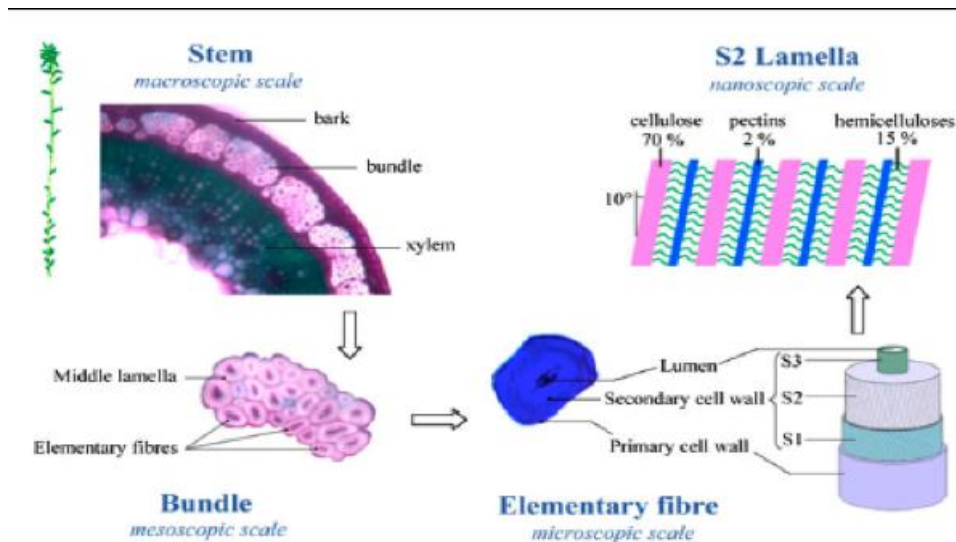 Stem
macroscopic scale
bark
bundle
xylem
S2 Lamella
nanoscopic scale
cellulose pectins hemicelluloses
70 % 2 % 15 %
10°
Middle lamella
Elementary fibres
Bundle
mesoscopic scale
Lumen
Secondary cell wall
Primary cell wall
S3
S2
S1
Elementary fibre
microscopic scale